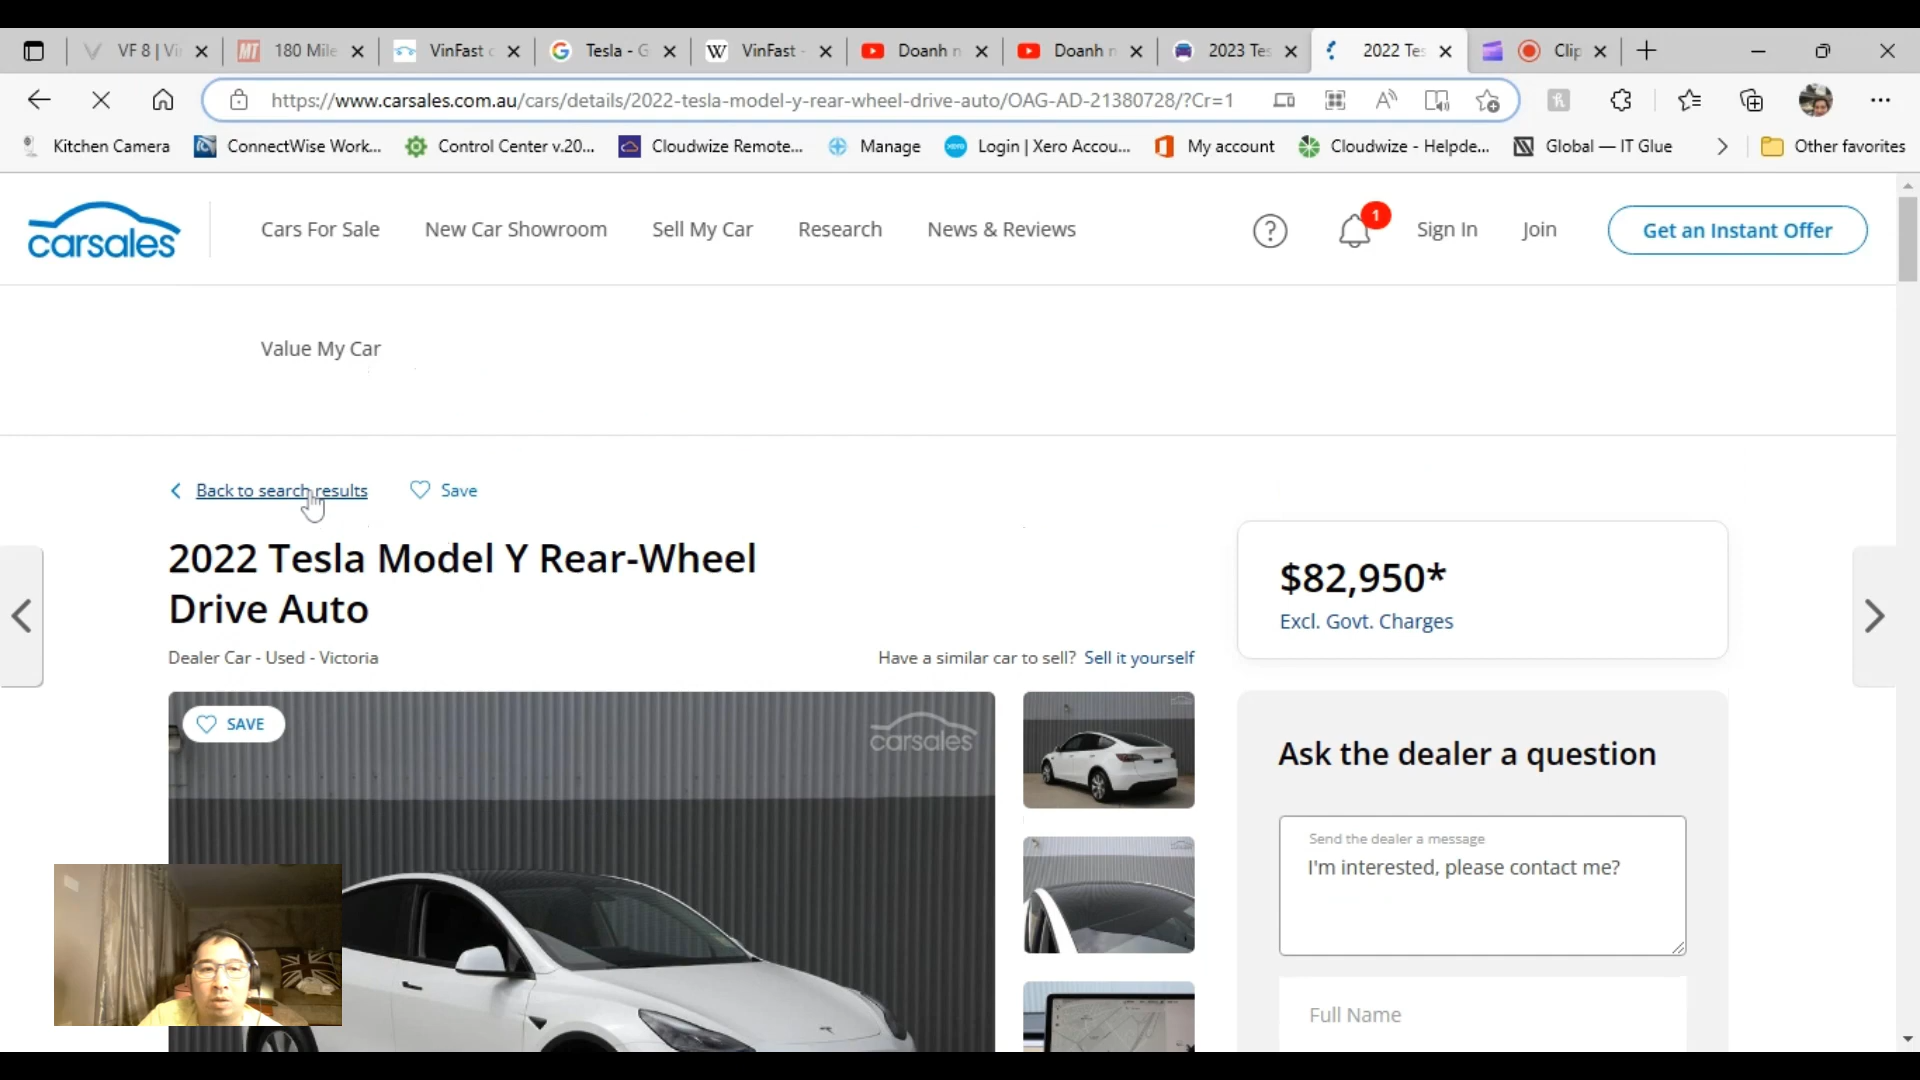 VF 8 | Vi
180 Mile
VinFast c
Tesla - G
VinFast -
Doanh n
Doanh n
2023 Tes
2022 Tes
Clip
https://www.carsales.com.au/cars/details/2022-tesla-model-y-rear-wheel-drive-auto/OAG-AD-21380728/?Cr=1
Kitchen Camera
ConnectWise Work...
Control Center v.20...
Cloudwize Remote...
Manage
Login | Xero Accou...
My account
Cloudwize - Helpde...
Global — IT Glue
Other favorites
carsales
Cars For Sale
New Car Showroom
Sell My Car
Research
News & Reviews
1
Sign In
Join
Get an Instant Offer
Value My Car
Back to search results
Save
2022 Tesla Model Y Rear-Wheel
Drive Auto
$82,950*
Excl. Govt. Charges
Dealer Car - Used - Victoria
Have a similar car to sell? Sell it yourself
SAVE
carsales
Ask the dealer a question
Send the dealer a message
I'm interested, please contact me?
Full Name